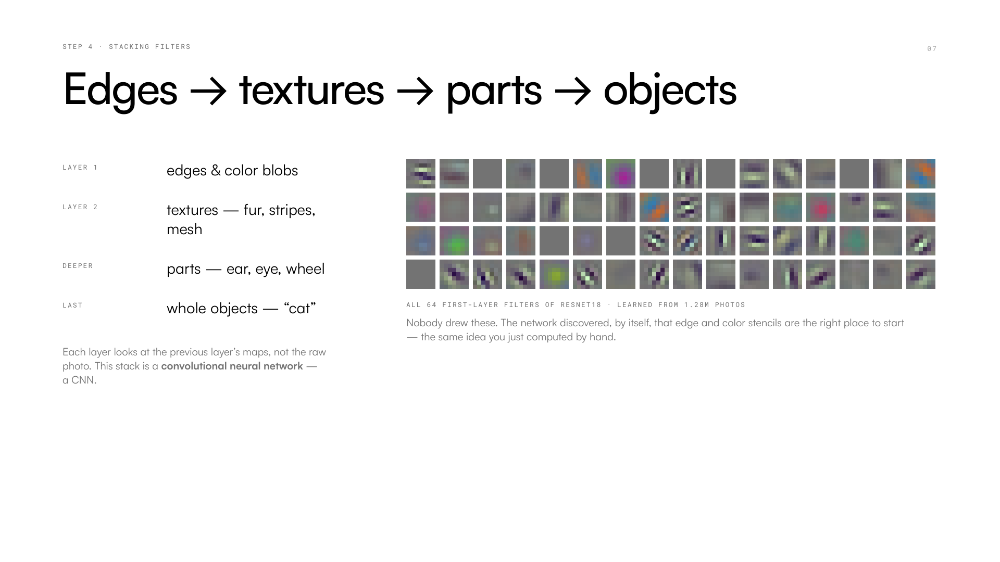 STEP 4 · STACKING FILTERS
07
Edges → textures → parts → objects
LAYER 1
edges & color blobs
LAYER 2
textures — fur, stripes,
mesh
DEEPER
parts — ear, eye, wheel
LAST
whole objects — “cat”
Each layer looks at the previous layer’s maps, not the raw
photo. This stack is a convolutional neural network —
a CNN.
ALL 64 FIRST-LAYER FILTERS OF RESNET18 · LEARNED FROM 1.28M PHOTOS
Nobody drew these. The network discovered, by itself, that edge and color stencils are the right place to start
— the same idea you just computed by hand.